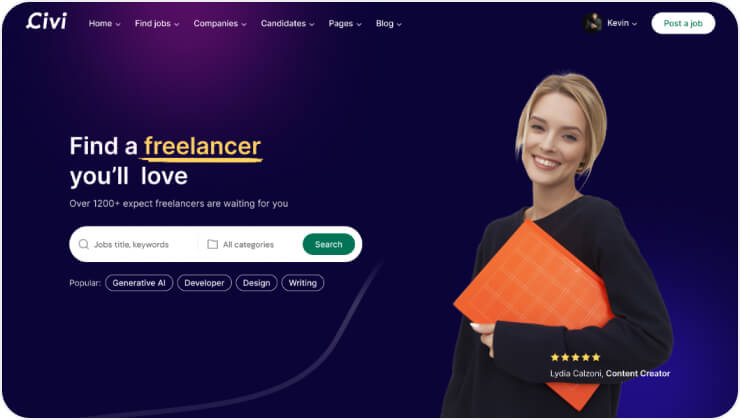 Civi
Home Find jobs Companies Candidates Pages Blog Kevin Post a job
Find a freelancer
you'll love
Over 1200+ expect freelancers are waiting for you
Jobs title, keywords All categories Search
Popular: Generative AI Developer Design Writing
Lydia Calzoni, Content Creator